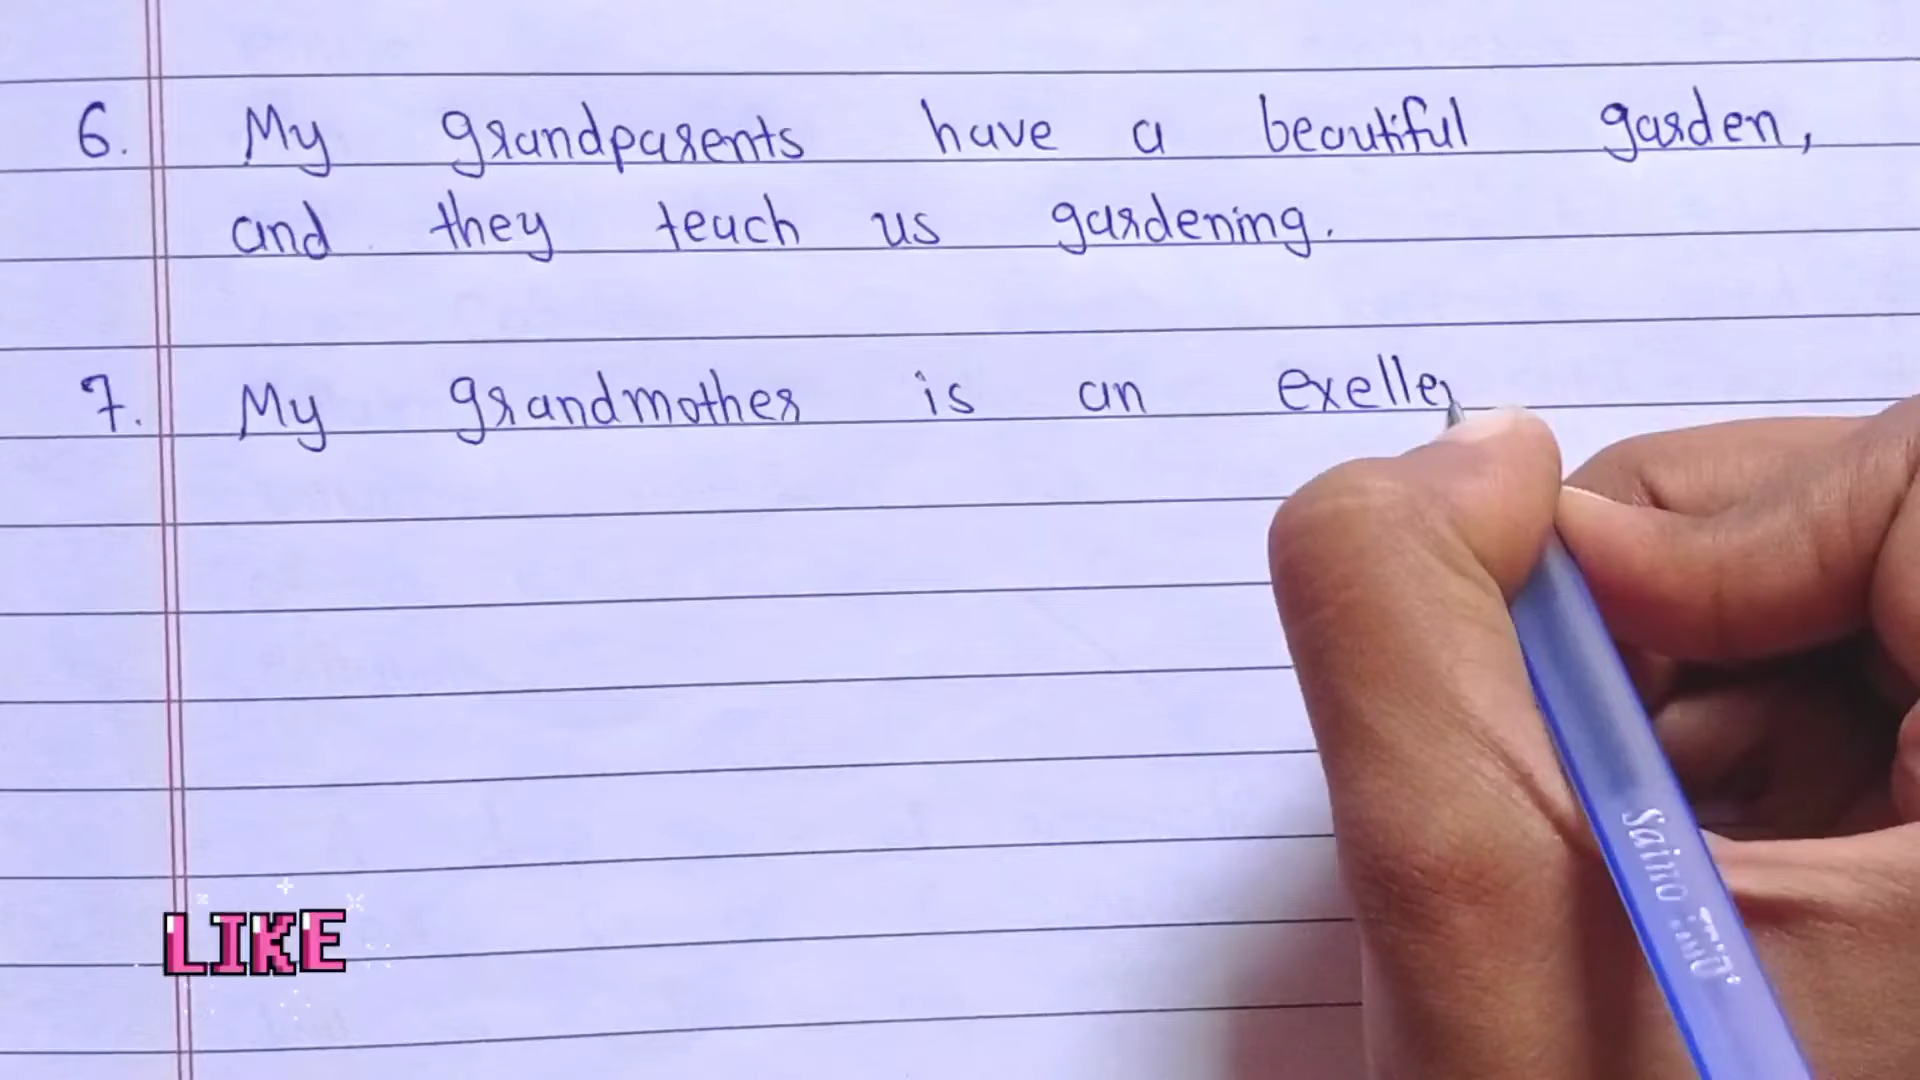 6. My grandparents have a beautiful garden,
and they teach us gardening.
7. My grandmother is an exelle
LIKE
Saino